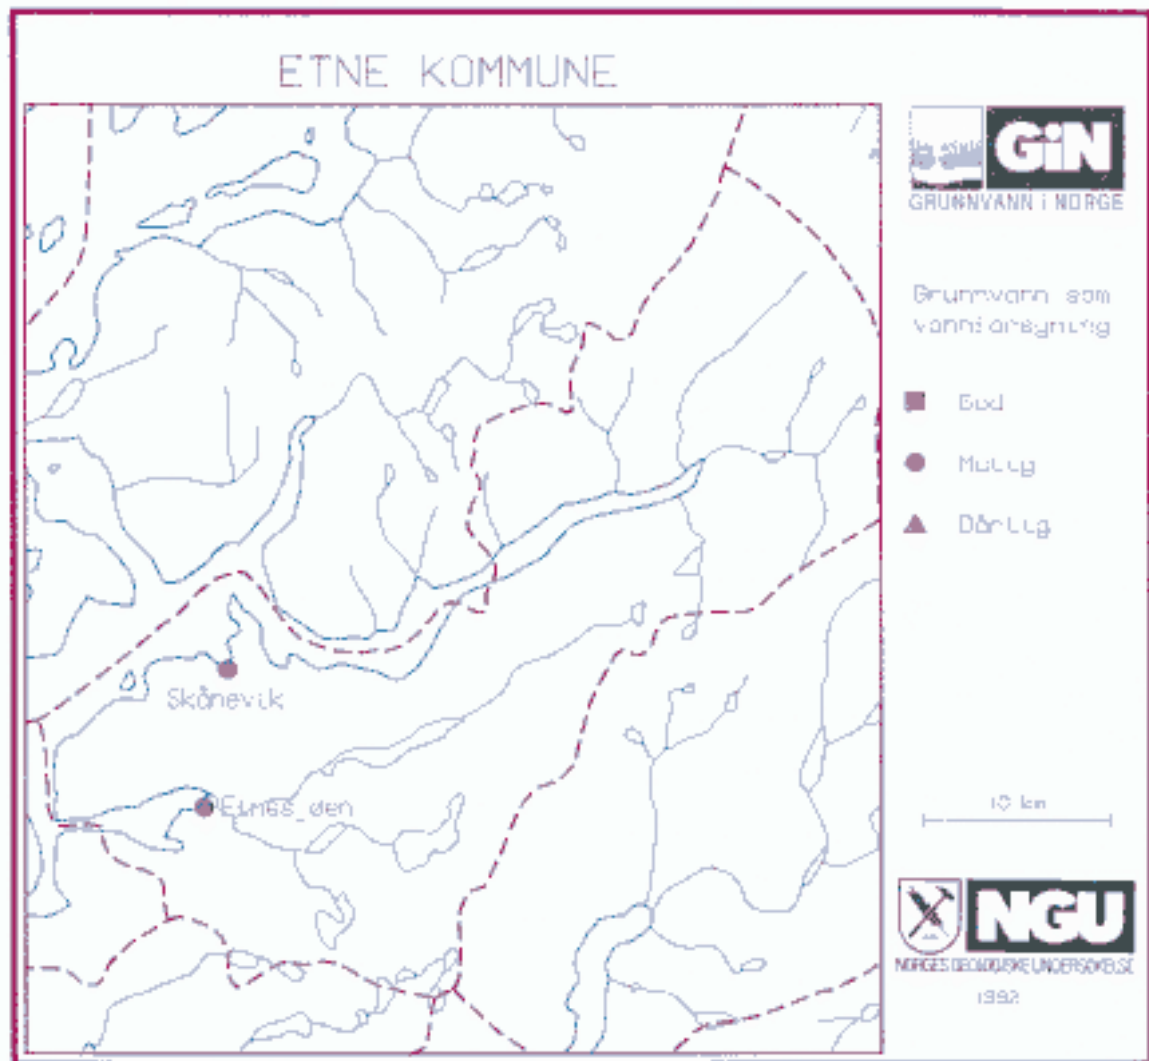 ETNE KOMMUNE
GiN
GRUNNVANN i NORGE
Grunnvann som
vannforsyning
God
Mulig
Dårlig
Skånevik
Etnes_øen
10 km
NGU
NORGES GEOLOGISKE UNDERSØKELSE
1992